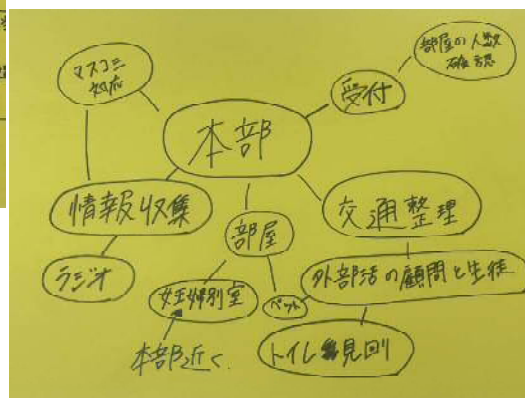 マスコミ
対応
部屋の人数
確認
受付
本部
情報収集
交通整理
部屋
ラジオ
妊婦別室
ペット
外部活の顧問と生徒
本部近く
トイレ見回り